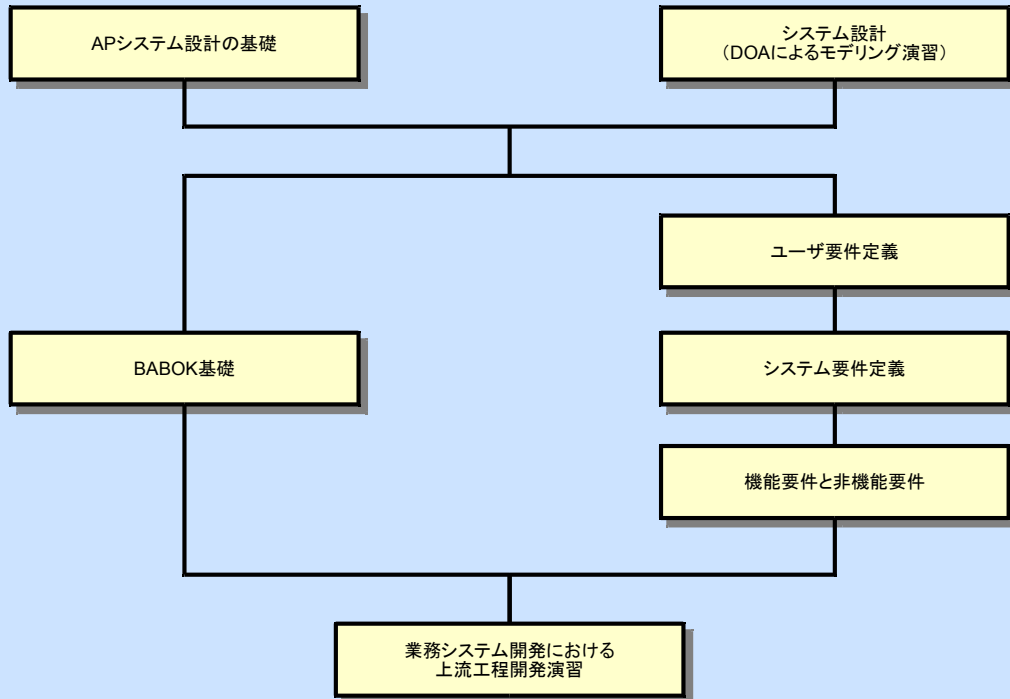 APシステム設計の基礎
システム設計
（DOAによるモデリング演習）
ユーザ要件定義
BABOK基礎
システム要件定義
機能要件と非機能要件
業務システム開発における
上流工程開発演習